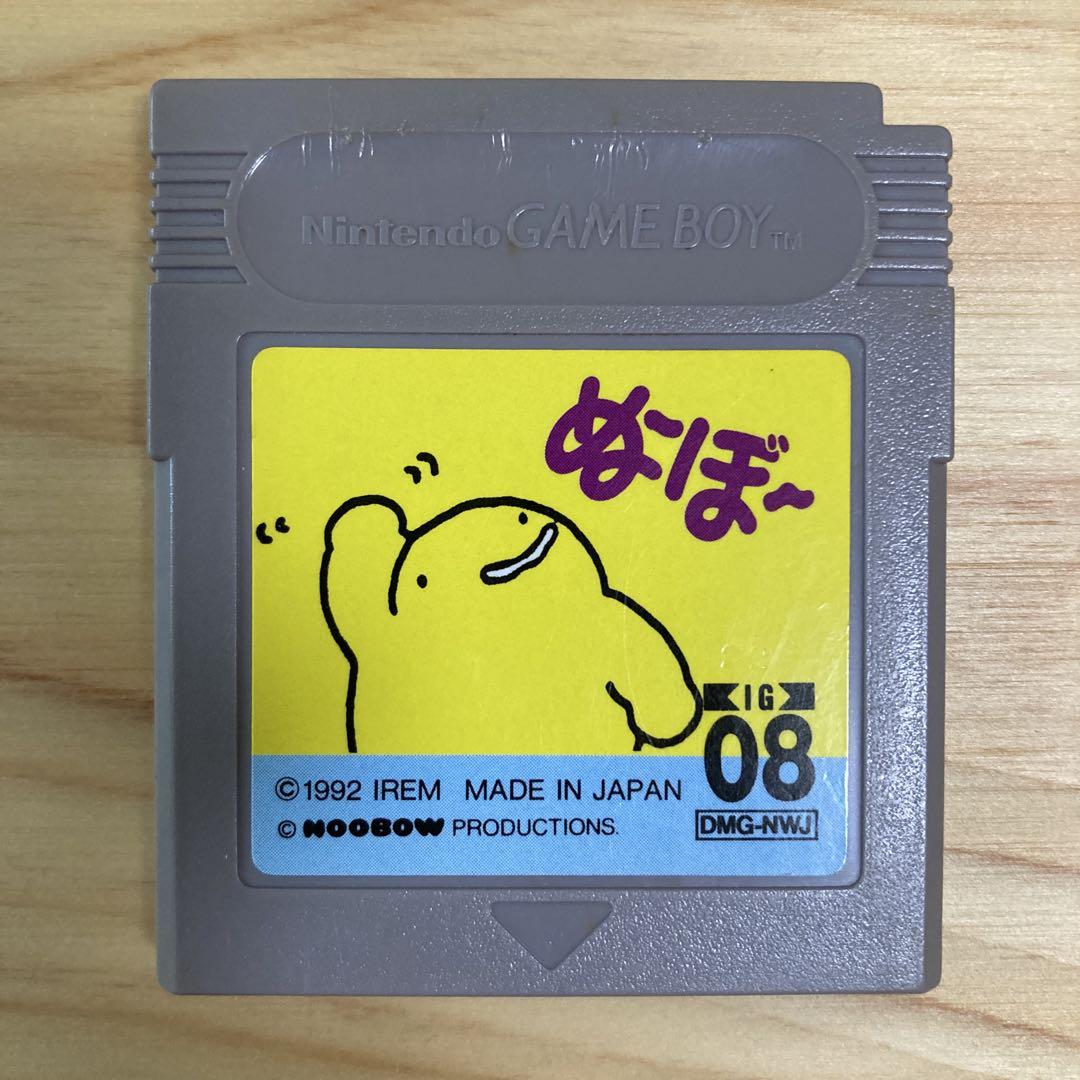 Nintendo GAME BOY TM
ぬ〜ぼ〜
IG
08
©1992 IREM MADE IN JAPAN
© NOOBOW PRODUCTIONS.
DMG-NWJ